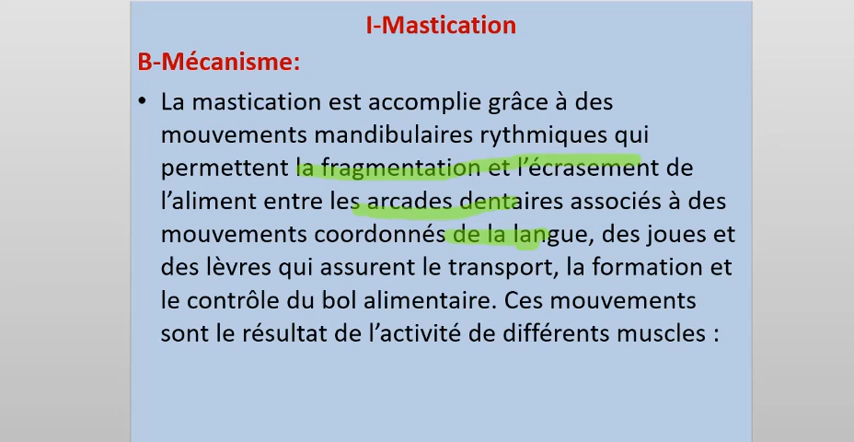 I-Mastication
B-Mécanisme:
• La mastication est accomplie grâce à des
mouvements mandibulaires rythmiques qui
permettent la fragmentation et l’écrasement de
l’aliment entre les arcades dentaires associés à des
mouvements coordonnés de la langue, des joues et
des lèvres qui assurent le transport, la formation et
le contrôle du bol alimentaire. Ces mouvements
sont le résultat de l’activité de différents muscles :